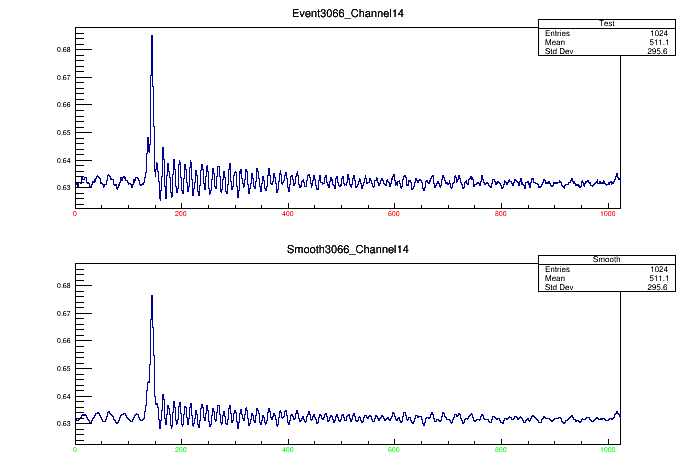 Event3066_Channel14
Test
Entries 1024
Mean 511.1
Std Dev 295.6
0.68
0.67
0.66
0.65
0.64
0.63
0 200 400 600 800 1000
Smooth3066_Channel14
Smooth
Entries 1024
Mean 511.1
Std Dev 295.6
0.68
0.67
0.66
0.65
0.64
0.63
0 200 400 600 800 1000